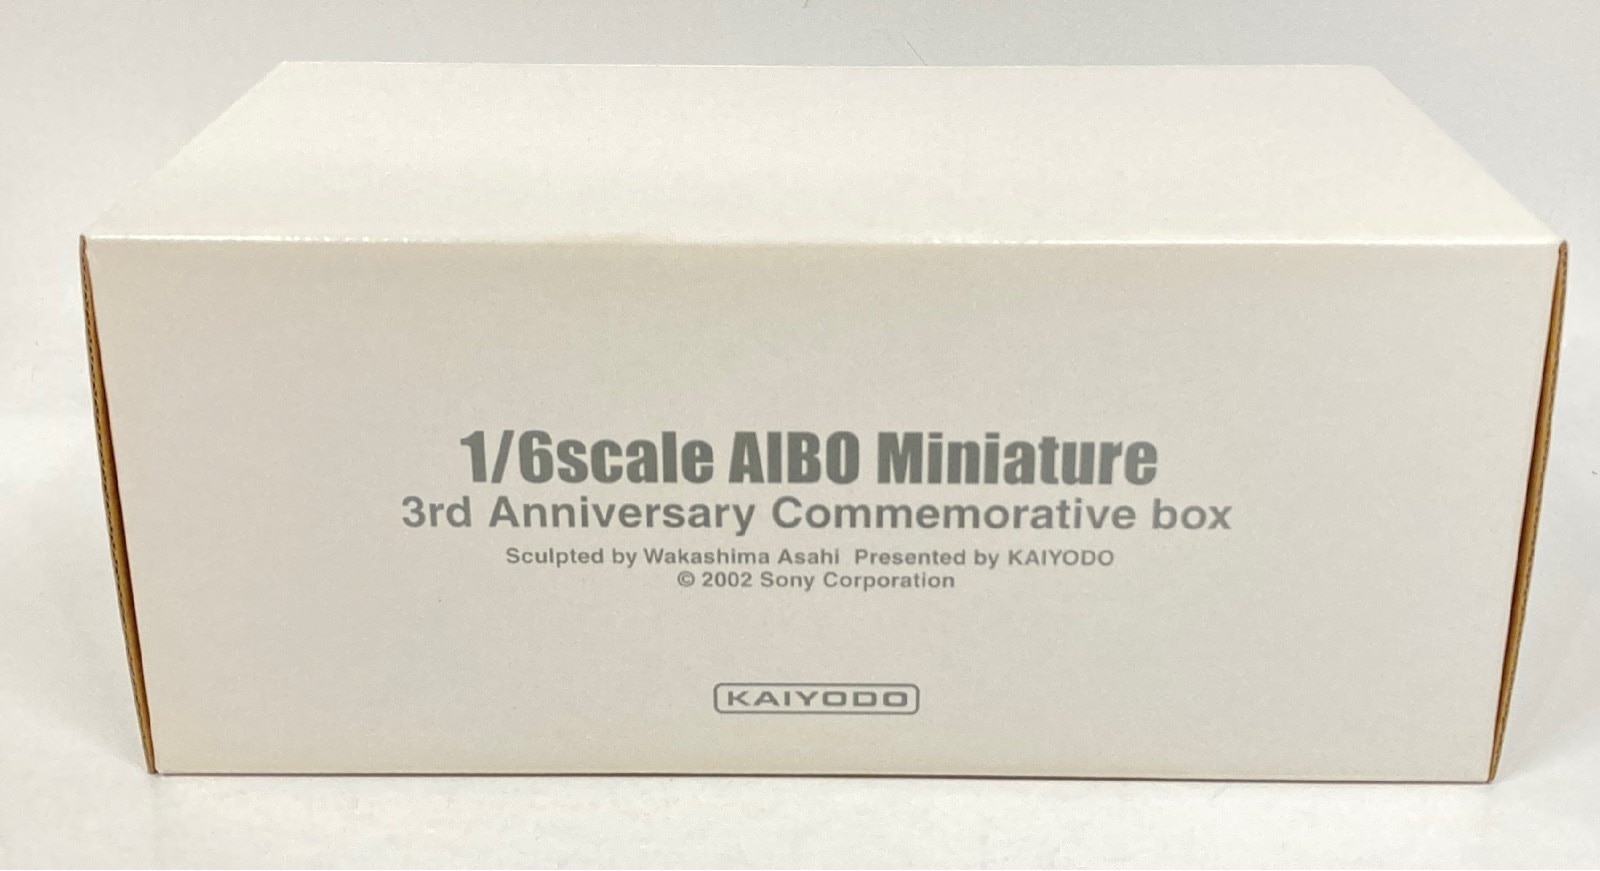 1/6scale AIBO Miniature
3rd Anniversary Commemorative box
Sculpted by Wakashima Asahi Presented by KAIYODO
© 2002 Sony Corporation
KAIYODO